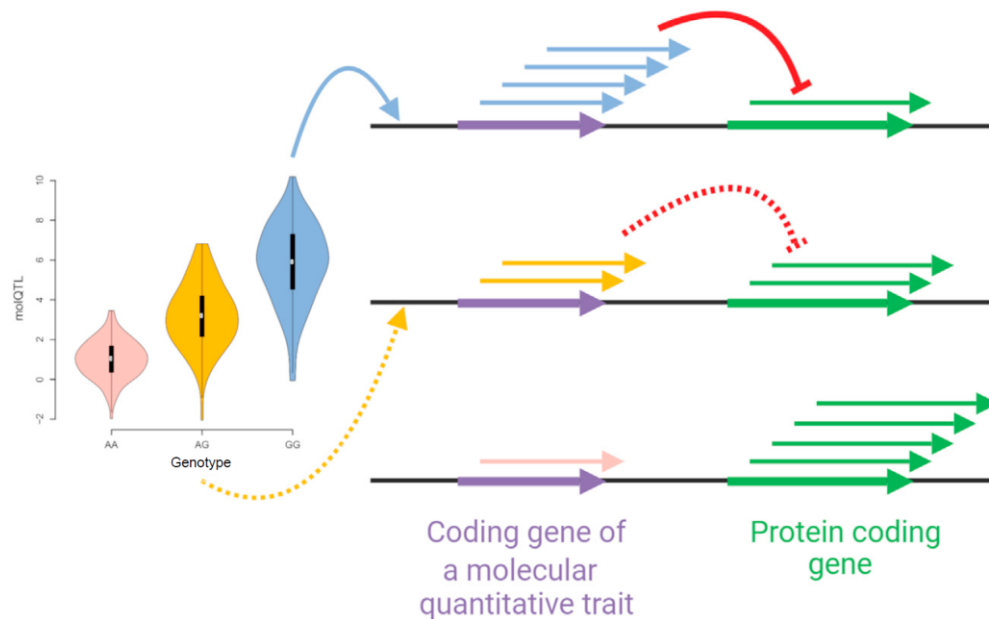 10
8
6
4
2
0
−2
molQTL
AA
AG
GG
Genotype
Coding gene of
a molecular
quantitative trait
Protein coding
gene